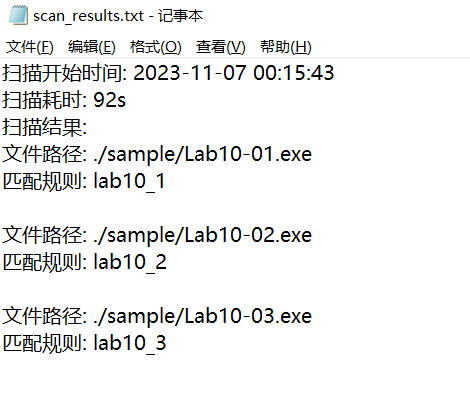 scan_results.txt - 记事本
文件(F) 编辑(E) 格式(O) 查看(V) 帮助(H)
扫描开始时间: 2023-11-07 00:15:43
扫描耗时: 92s
扫描结果:
文件路径: ./sample/Lab10-01.exe
匹配规则: lab10_1
文件路径: ./sample/Lab10-02.exe
匹配规则: lab10_2
文件路径: ./sample/Lab10-03.exe
匹配规则: lab10_3